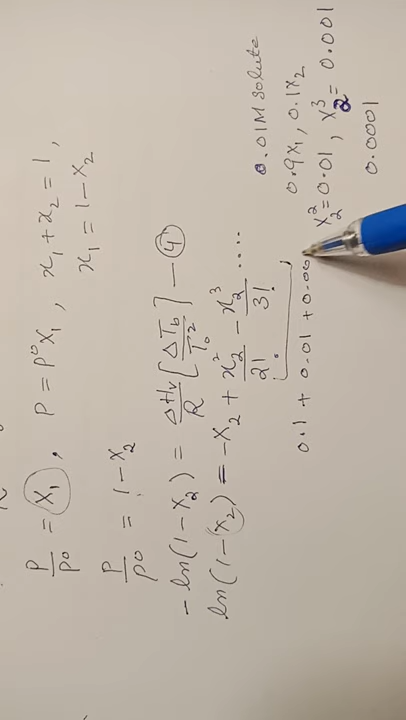 P/P° = x₁, P = P°x₁, x₁ + x₂ = 1,
x₁ = 1 - x₂
P/P° = 1 - x₂
- ln(1 - x₂) = ΔHv/R [ΔTb/T₀²] — 4
ln(1 - x₂) = -x₂ + x₂²/2! - x₂³/3! ....
0.01M solute
0.9x₁, 0.1x₂
x₂² = 0.01, x₂³ = 0.001
0.0001
0.1 + 0.01 + 0.00